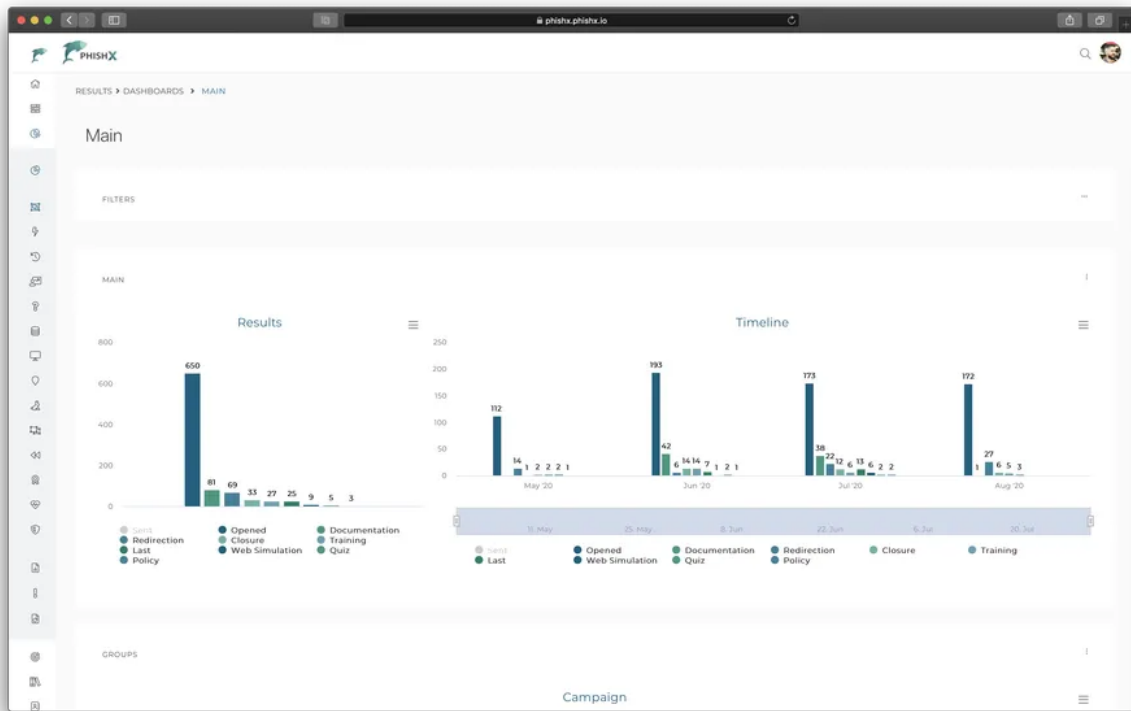 phishx.phishx.io
PHISHX
RESULTS > DASHBOARDS > MAIN
Main
FILTERS
MAIN
Results
800
600
400
200
0
650
81
69
33
27
25
9
5
3
Sent
Opened
Documentation
Redirection
Closure
Training
Last
Web Simulation
Quiz
Policy
Timeline
250
200
150
100
50
0
112
14
1
2
2
2
1
193
42
6
14
14
7
1
2
1
173
38
22
12
6
13
6
2
2
172
1
27
6
5
3
May '20
Jun '20
Jul '20
Aug '20
11. May
25. May
8. Jun
22. Jun
6. Jul
20. Jul
Sent
Opened
Documentation
Redirection
Closure
Training
Last
Web Simulation
Quiz
Policy
GROUPS
Campaign